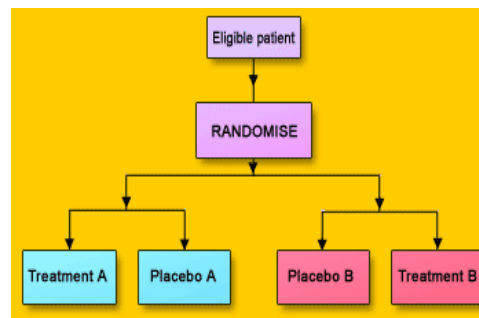 Eligible patient
RANDOMISE
Treatment A
Placebo A
Placebo B
Treatment B